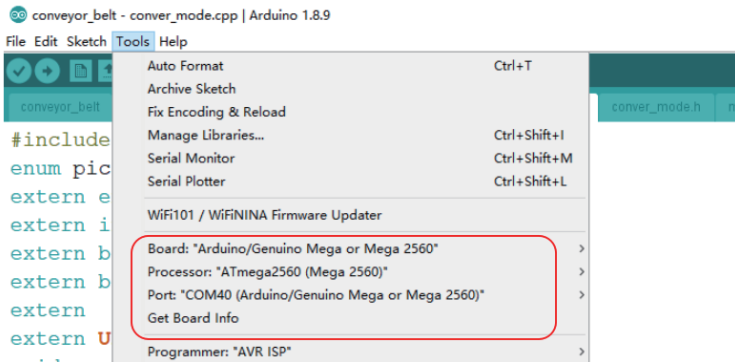 conveyor_belt - conver_mode.cpp | Arduino 1.8.9
File Edit Sketch Tools Help
Auto Format Ctrl+T
Archive Sketch
conveyor_belt
Fix Encoding & Reload
conver_mode.h
Manage Libraries... Ctrl+Shift+I
#include
Serial Monitor Ctrl+Shift+M
enum pic
Serial Plotter Ctrl+Shift+L
extern e
WiFi101 / WiFiNINA Firmware Updater
extern i
Board: "Arduino/Genuino Mega or Mega 2560"
extern b
Processor: "ATmega2560 (Mega 2560)"
extern b
Port: "COM40 (Arduino/Genuino Mega or Mega 2560)"
extern
Get Board Info
extern U
Programmer: "AVR ISP"